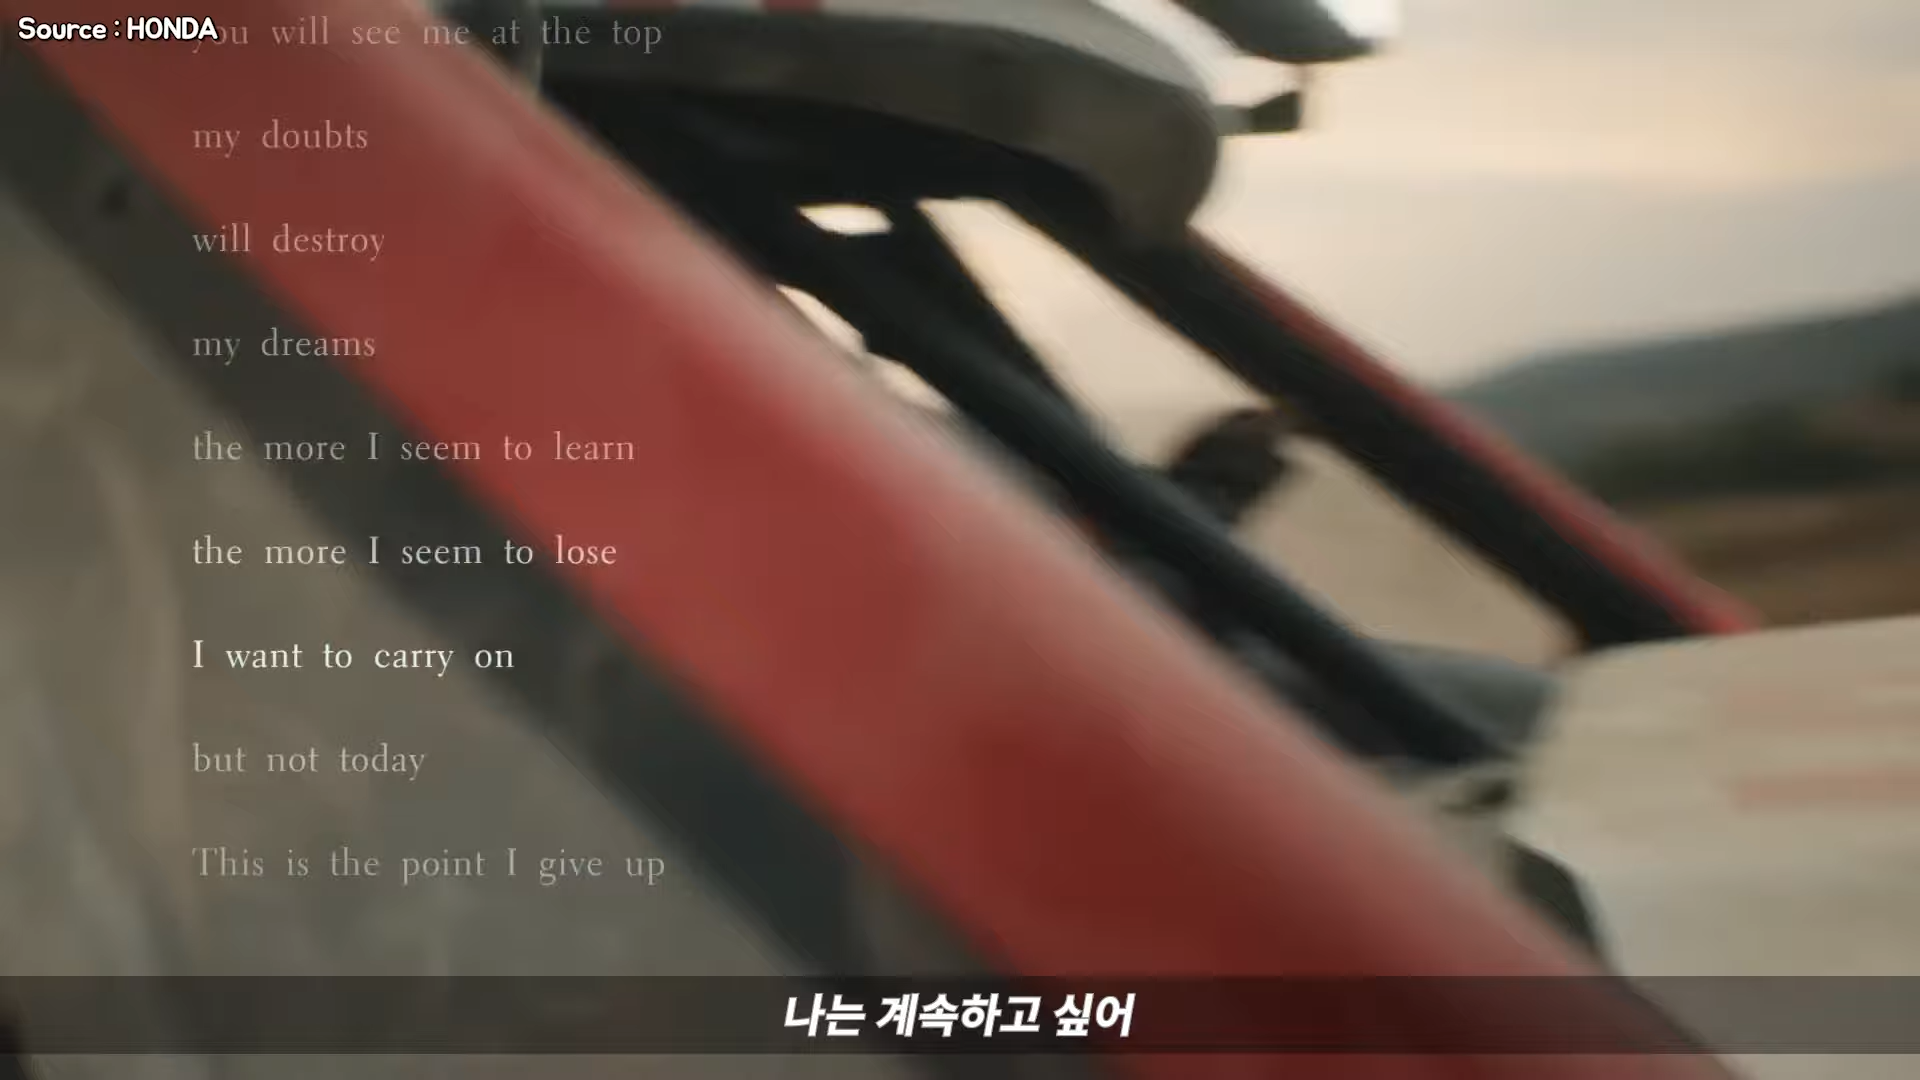 Source : HONDA
you will see me at the top
my doubts
will destroy
my dreams
the more I seem to learn
the more I seem to lose
I want to carry on
but not today
This is the point I give up
나는 계속하고 싶어